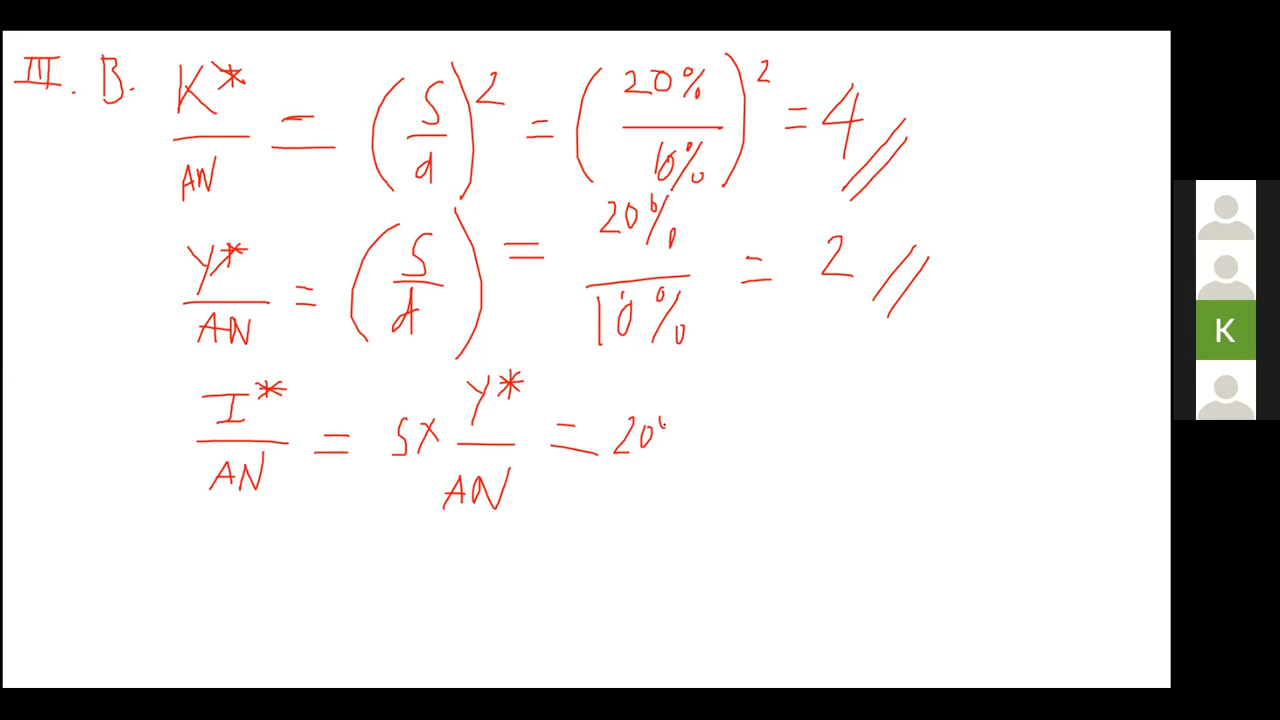 III. B. K*/AN = (S/d)² = (20%/10%)² = 4 //
Y*/AN = (S/d) = 20%/10% = 2 //
I*/AN = S x Y*/AN = 20
K